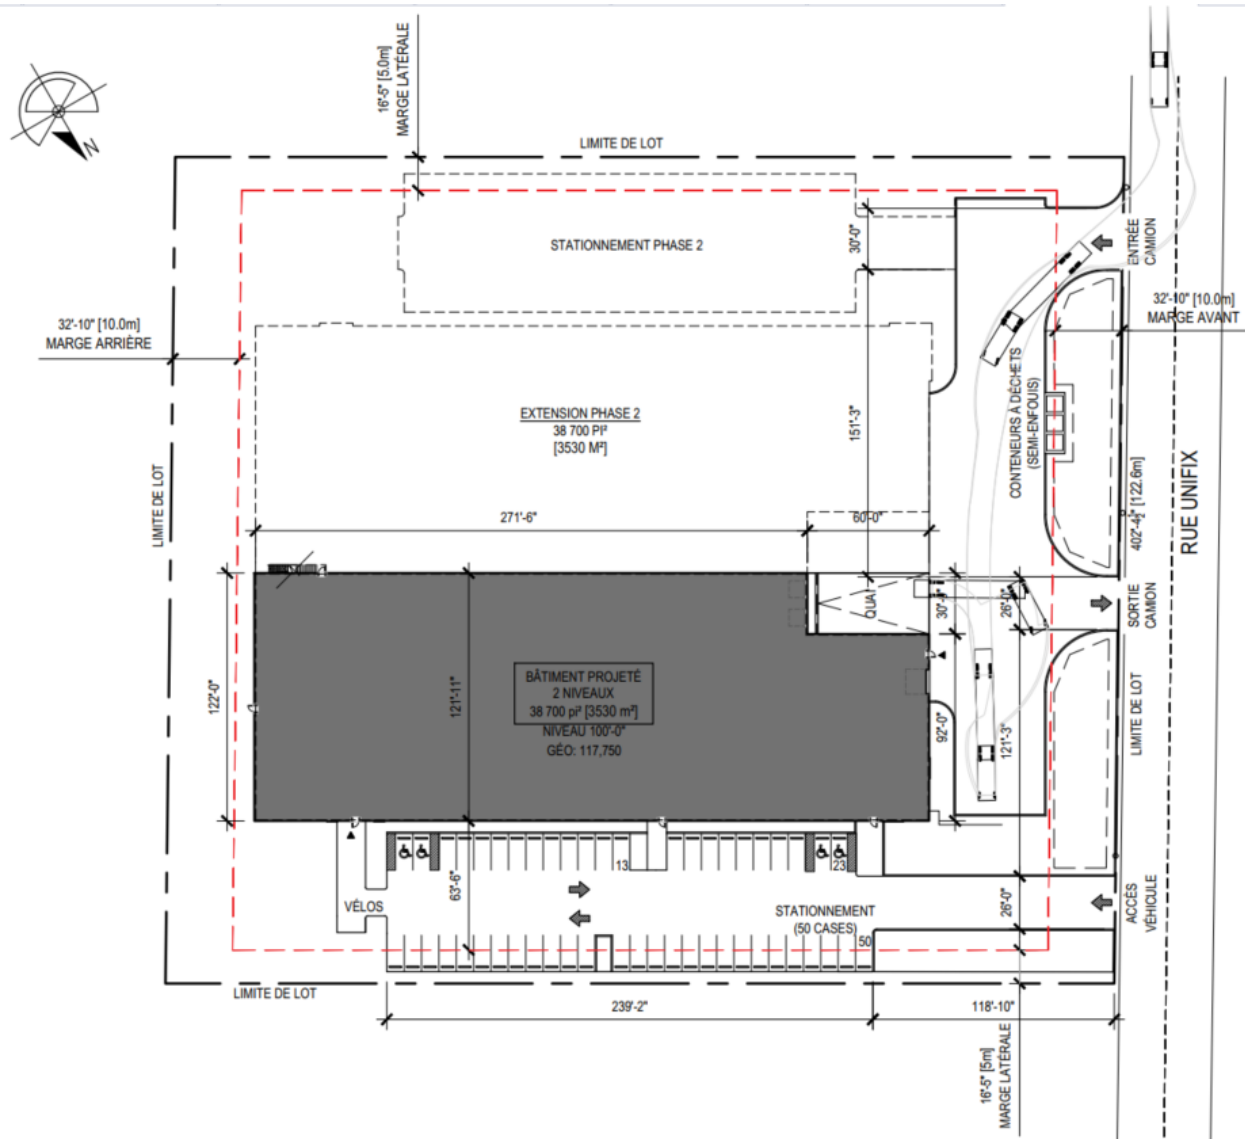 16'-5" [5.0m]
MARGE LATÉRALE
LIMITE DE LOT
N
STATIONNEMENT PHASE 2
30'-0"
ENTRÉE
CAMION
32'-10" [10.0m]
MARGE AVANT
32'-10" [10.0m]
MARGE ARRIÈRE
EXTENSION PHASE 2
38 700 PI²
[3530 M²]
151'-3"
CONTENEURS À DÉCHETS
(SEMI-ENFOUIS)
LIMITE DE LOT
402'-4½" [122.6m]
RUE UNIFIX
271'-6"
60'-0"
QUAI
30'-0"
26'-0"
SORTIE
CAMION
122'-0"
121'-11"
BÂTIMENT PROJETÉ
2 NIVEAUX
38 700 pi² [3530 m²]
NIVEAU 100'-0"
GÉO: 117,750
92'-0"
121'-3"
LIMITE DE LOT
13
23
63'-6"
VÉLOS
STATIONNEMENT
(50 CASES)
50
26'-0"
ACCÈS
VÉHICULE
LIMITE DE LOT
239'-2"
118'-10"
16'-5" [5m]
MARGE LATÉRALE